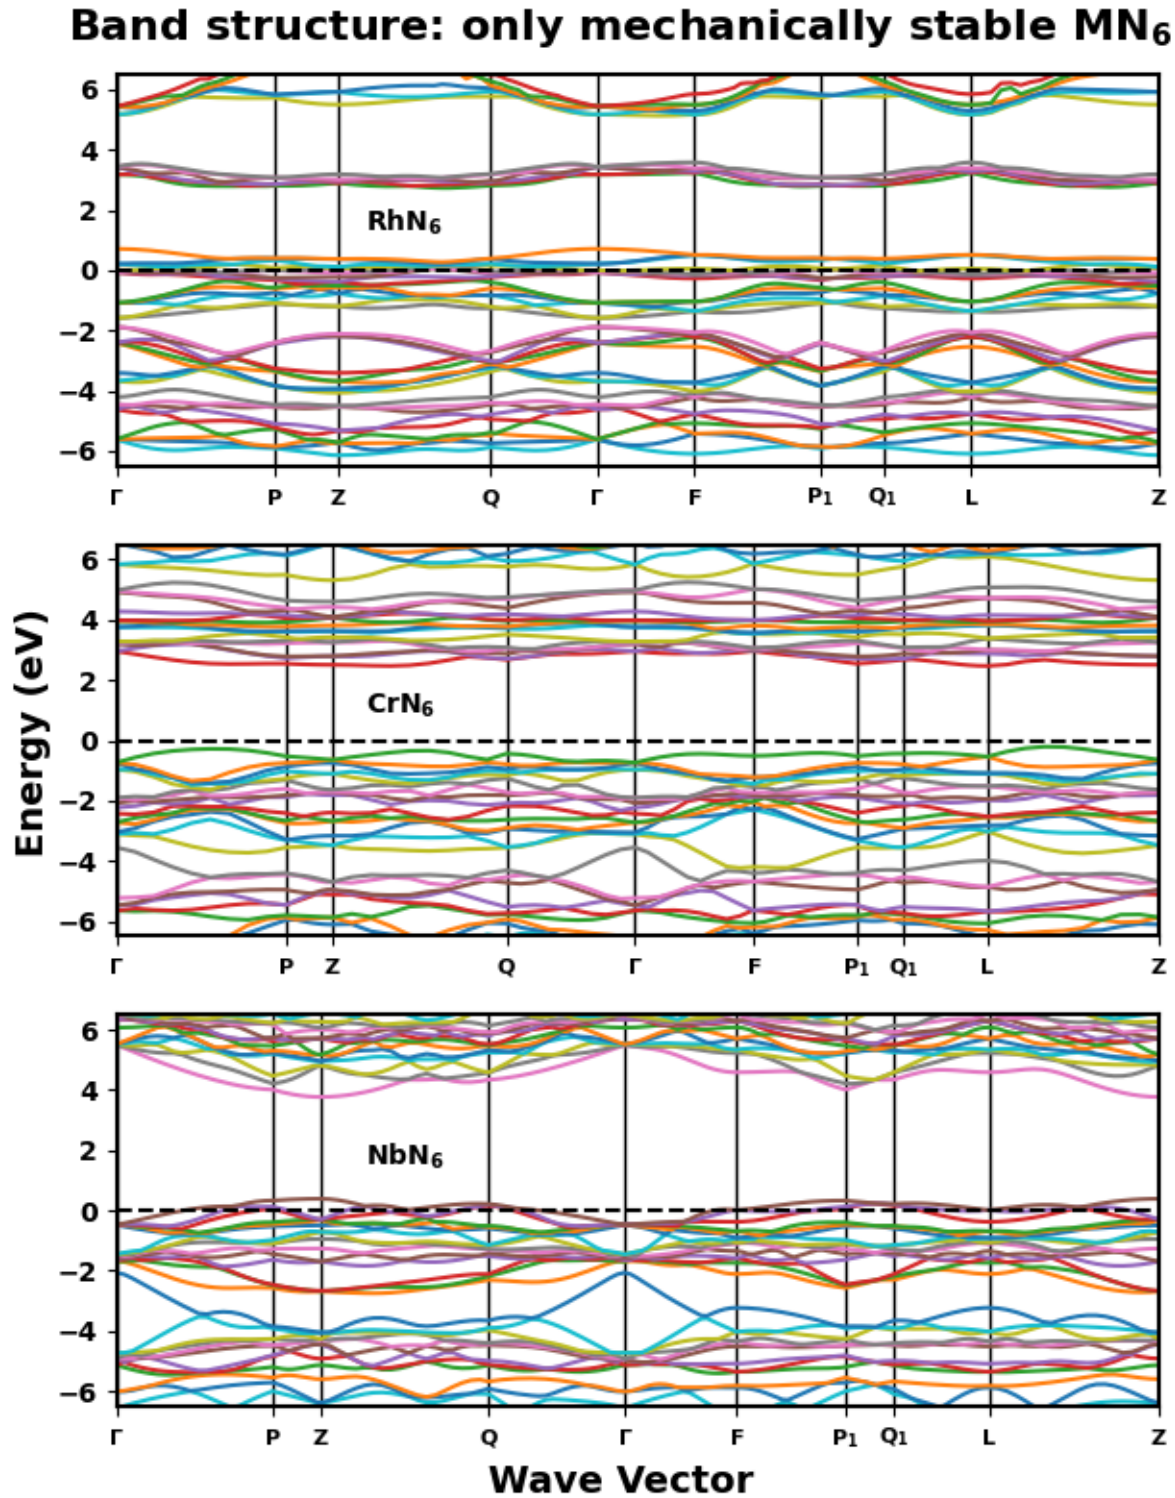 Band structure: only mechanically stable MN₆
6
4
2
0
−2
−4
−6
RhN₆
Γ P Z Q Γ F P₁ Q₁ L Z
6
4
2
0
−2
−4
−6
CrN₆
Γ P Z Q Γ F P₁ Q₁ L Z
Energy (eV)
6
4
2
0
−2
−4
−6
NbN₆
Γ P Z Q Γ F P₁ Q₁ L Z
Wave Vector